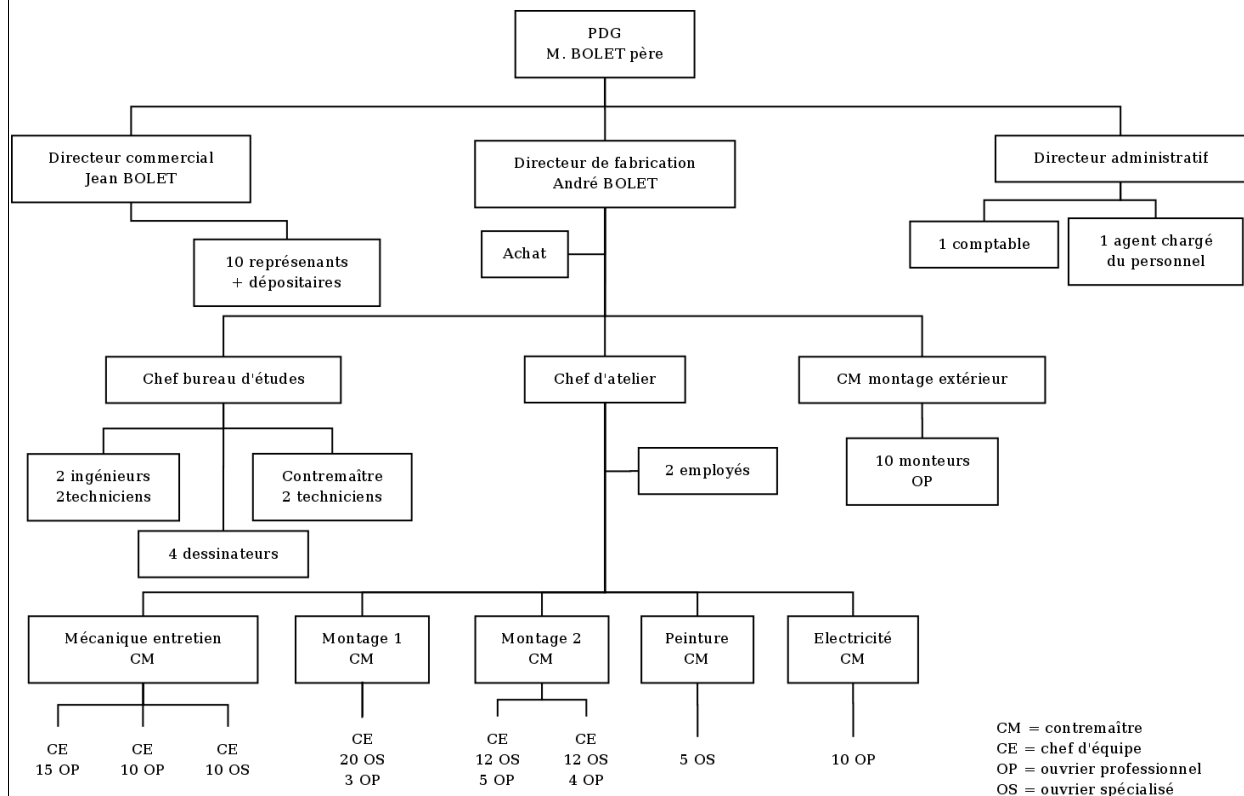 PDG
M. BOLET père
Directeur commercial
Jean BOLET
Directeur de fabrication
André BOLET
Directeur administratif
10 représenants
+ dépositaires
Achat
1 comptable
1 agent chargé
du personnel
Chef bureau d'études
Chef d'atelier
CM montage extérieur
2 ingénieurs
2techniciens
Contremaître
2 techniciens
4 dessinateurs
2 employés
10 monteurs
OP
Mécanique entretien
CM
Montage 1
CM
Montage 2
CM
Peinture
CM
Electricité
CM
CE
15 OP
CE
10 OP
CE
10 OS
CE
20 OS
3 OP
CE
12 OS
5 OP
CE
12 OS
4 OP
5 OS
10 OP
CM = contremaître
CE = chef d'équipe
OP = ouvrier professionnel
OS = ouvrier spécialisé